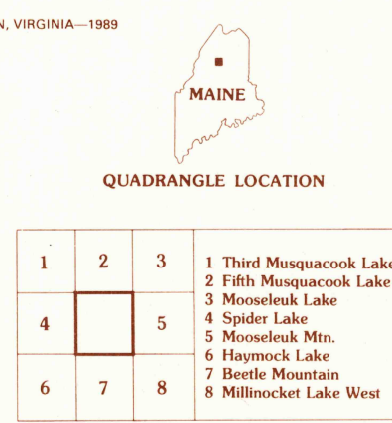 N, VIRGINIA—1989
MAINE
QUADRANGLE LOCATION
1 2 3
4 5
6 7 8
1 Third Musquacook Lake
2 Fifth Musquacook Lake
3 Mooseleuk Lake
4 Spider Lake
5 Mooseleuk Mtn.
6 Haymock Lake
7 Beetle Mountain
8 Millinocket Lake West